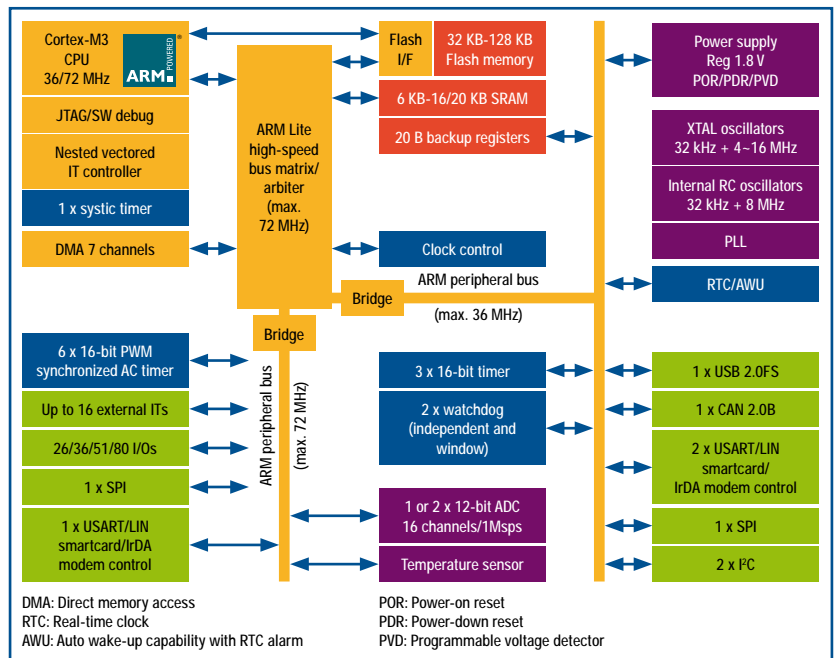 Cortex-M3
CPU
36/72 MHz
ARM
POWERED
®
JTAG/SW debug
Nested vectored
IT controller
1 x systic timer
DMA 7 channels
ARM Lite
high-speed
bus matrix/
arbiter
(max.
72 MHz)
Flash
I/F
32 KB-128 KB
Flash memory
6 KB-16/20 KB SRAM
20 B backup registers
Clock control
Power supply
Reg 1.8 V
POR/PDR/PVD
XTAL oscillators
32 kHz + 4~16 MHz
Internal RC oscillators
32 kHz + 8 MHz
PLL
RTC/AWU
Bridge
ARM peripheral bus
(max. 36 MHz)
Bridge
ARM peripheral bus
(max. 72 MHz)
6 x 16-bit PWM
synchronized AC timer
Up to 16 external ITs
26/36/51/80 I/Os
1 x SPI
1 x USART/LIN
smartcard/IrDA
modem control
3 x 16-bit timer
2 x watchdog
(independent and
window)
1 or 2 x 12-bit ADC
16 channels/1Msps
Temperature sensor
1 x USB 2.0FS
1 x CAN 2.0B
2 x USART/LIN
smartcard/
IrDA modem control
1 x SPI
2 x I²C
DMA: Direct memory access
RTC: Real-time clock
AWU: Auto wake-up capability with RTC alarm
POR: Power-on reset
PDR: Power-down reset
PVD: Programmable voltage detector